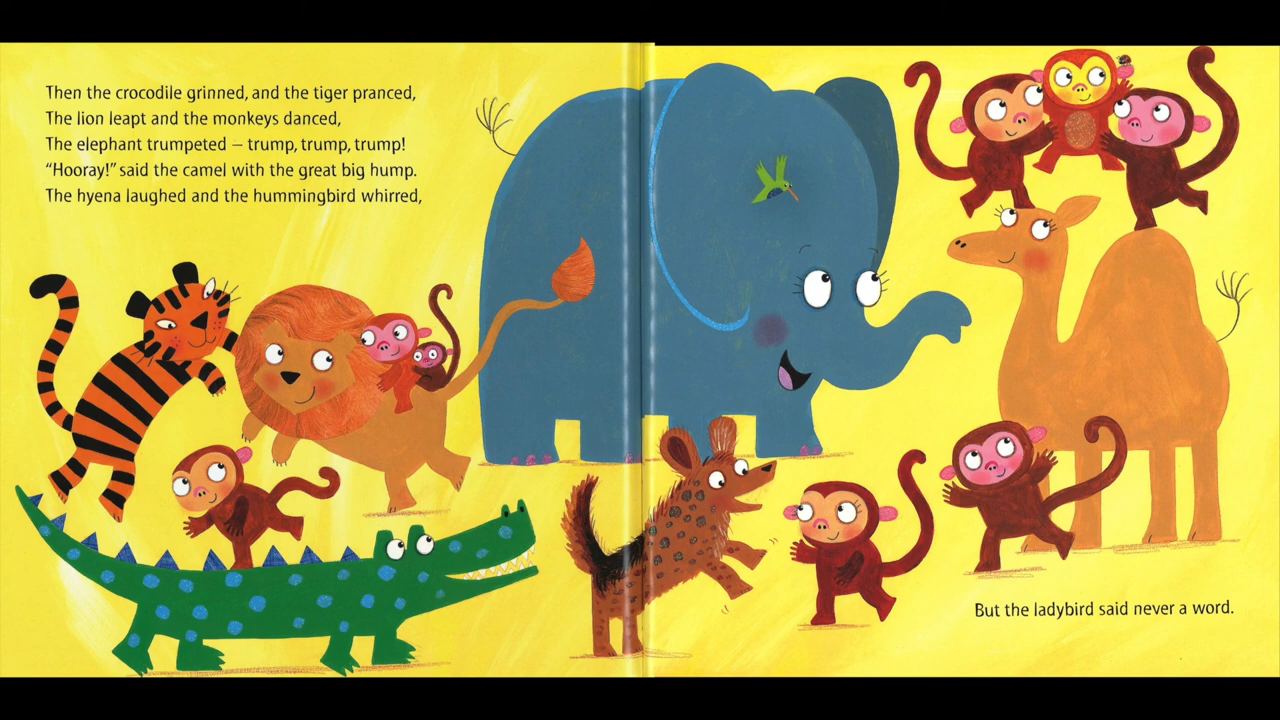 Then the crocodile grinned, and the tiger pranced,
The lion leapt and the monkeys danced,
The elephant trumpeted – trump, trump, trump!
“Hooray!” said the camel with the great big hump.
The hyena laughed and the hummingbird whirred,
But the ladybird said never a word.